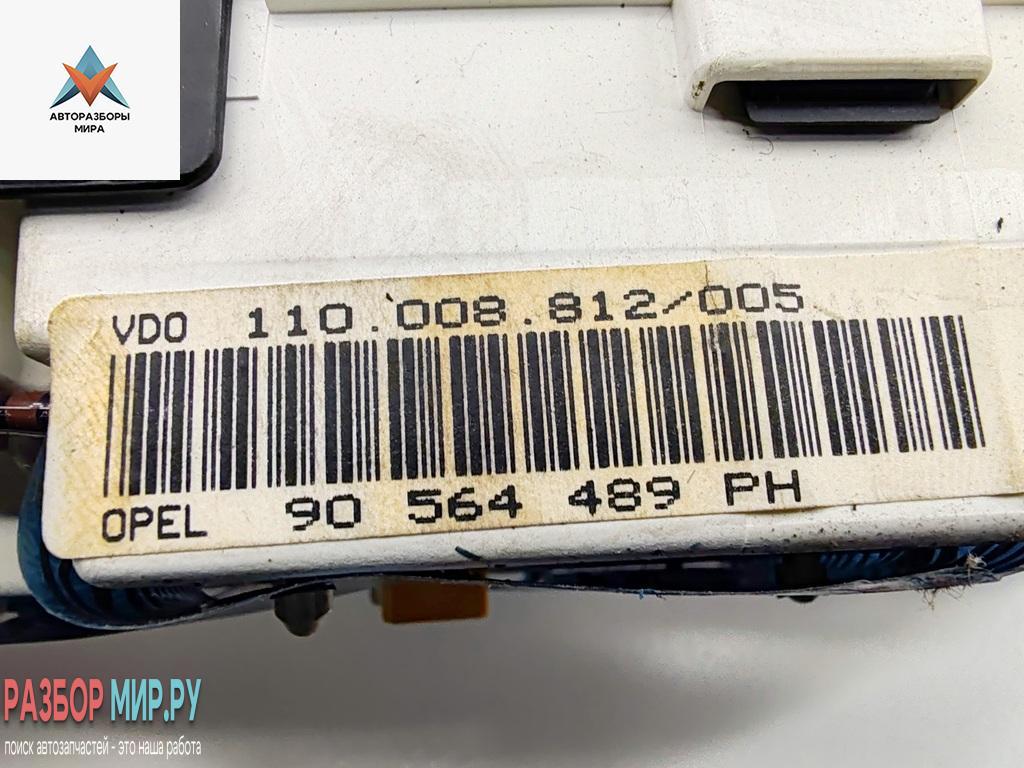 АВТОРАЗБОРЫ
МИРА
VDO 110.008.812/005
OPEL 90 564 489 PH
РАЗБОР МИР.РУ
поиск автозапчастей - это наша работа